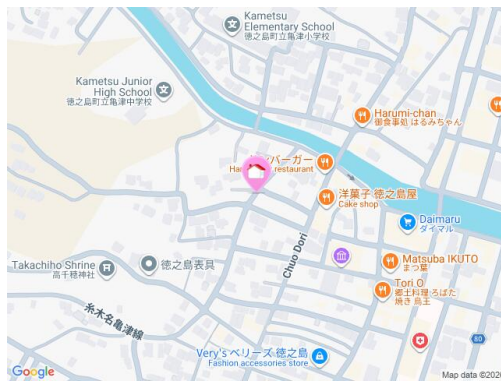 Kametsu
Elementary School
徳之島町立亀津小学校
Kametsu Junior
High School
徳之島町立亀津中学校
Harumi-chan
御食事処 はるみちゃん
バーガー
restaurant
洋菓子 徳之島屋
Cake shop
Daimaru
ダイマル
Chuo Dori
Matsuba IKUTO
まつ葉
Takachiho Shrine
高千穂神社
徳之島表具
Tori.O
郷土料理 ろばた
焼き 鳥王
糸木名亀津線
80
Very's ベリーズ 徳之島
Fashion accessories store
Google
Map data ©202